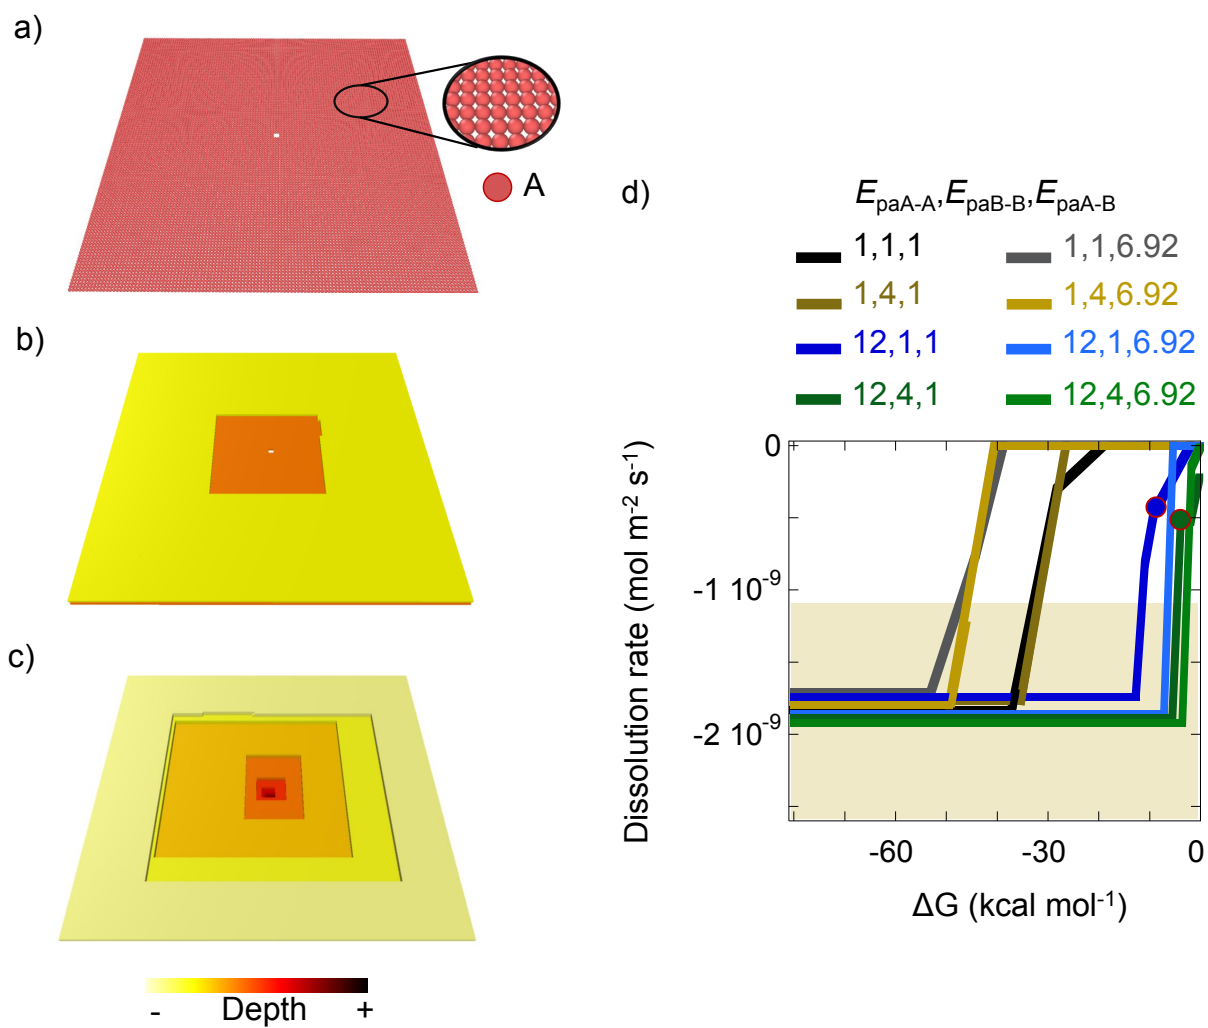 a)
A
b)
c)
- Depth +
d)
EpaA-A,EpaB-B,EpaA-B
1,1,1 1,1,6.92
1,4,1 1,4,6.92
12,1,1 12,1,6.92
12,4,1 12,4,6.92
Dissolution rate (mol m-2 s-1)
0
-1 10-9
-2 10-9
-60 -30 0
ΔG (kcal mol-1)